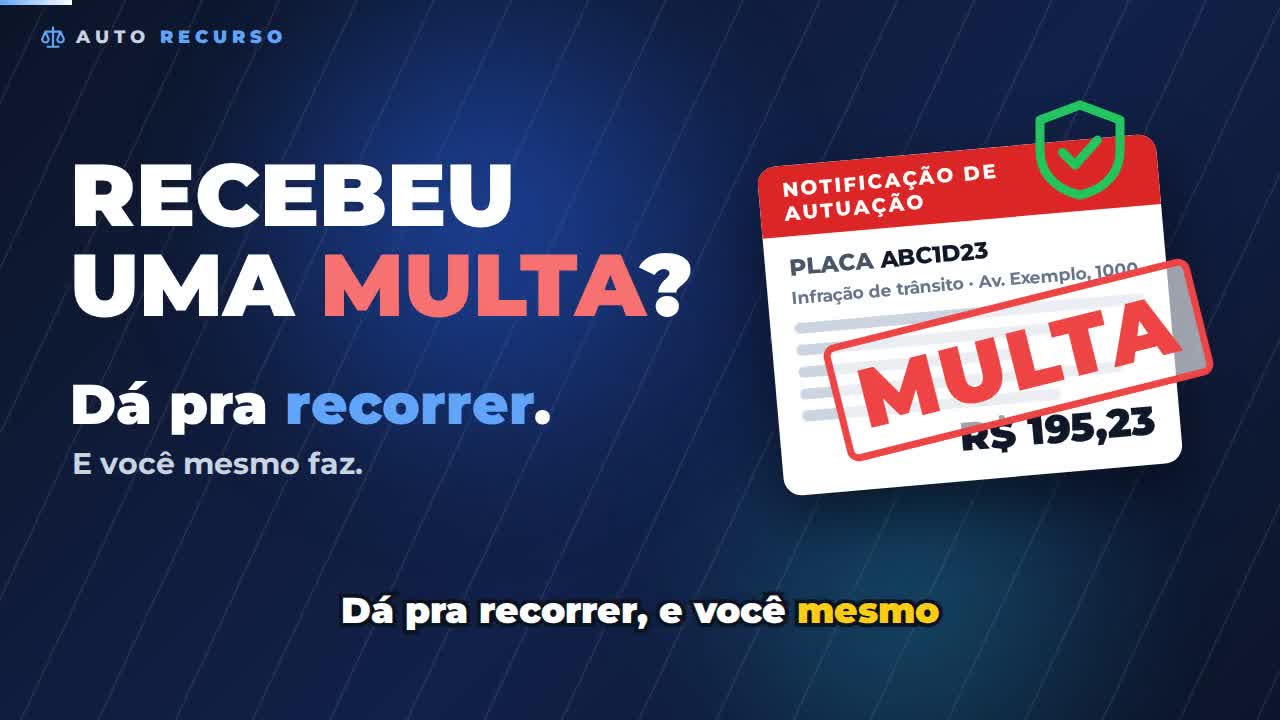 AUTO RECURSO
RECEBEU
UMA MULTA?
Dá pra recorrer.
E você mesmo faz.
NOTIFICAÇÃO DE
AUTUAÇÃO
PLACA ABC1D23
Infração de trânsito · Av. Exemplo, 1000
MULTA
R$ 195,23
Dá pra recorrer, e você mesmo